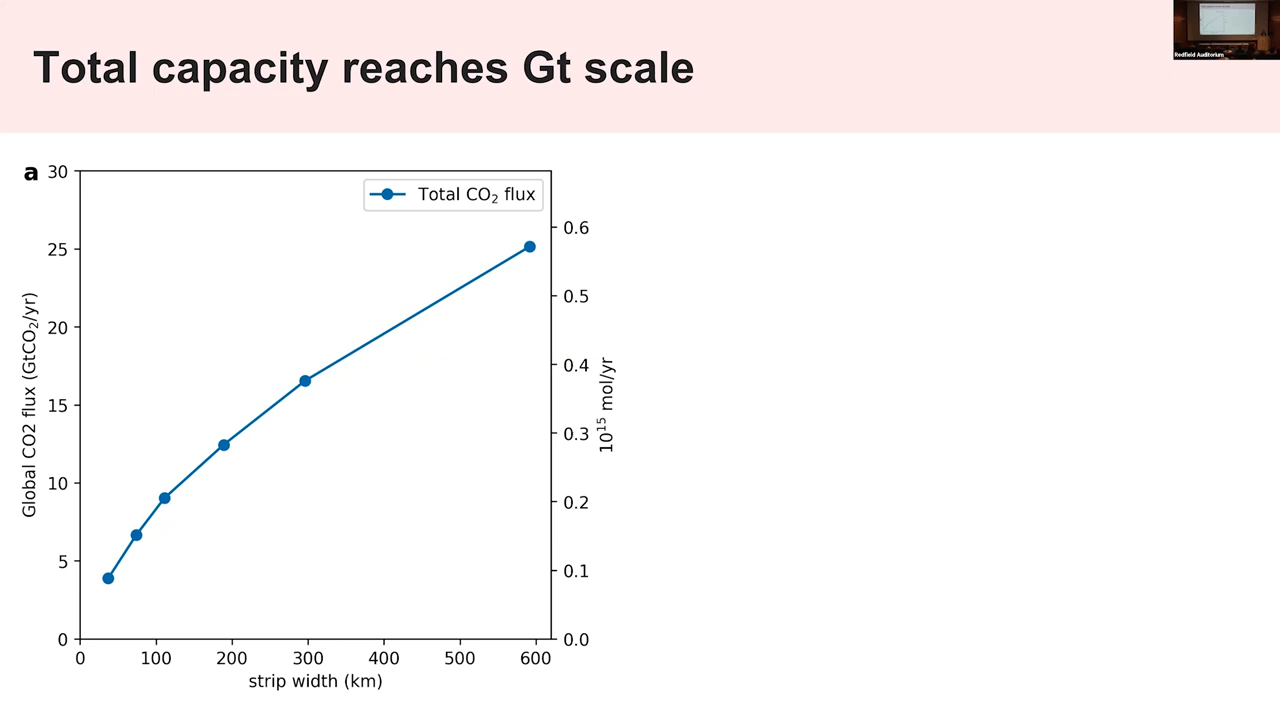 Total capacity reaches Gt scale
Redfield Auditorium
a
30
25
20
15
10
5
0
Global CO2 flux (GtCO₂/yr)
Total CO₂ flux
0.6
0.5
0.4
0.3
0.2
0.1
0.0
10¹⁵ mol/yr
0 100 200 300 400 500 600
strip width (km)